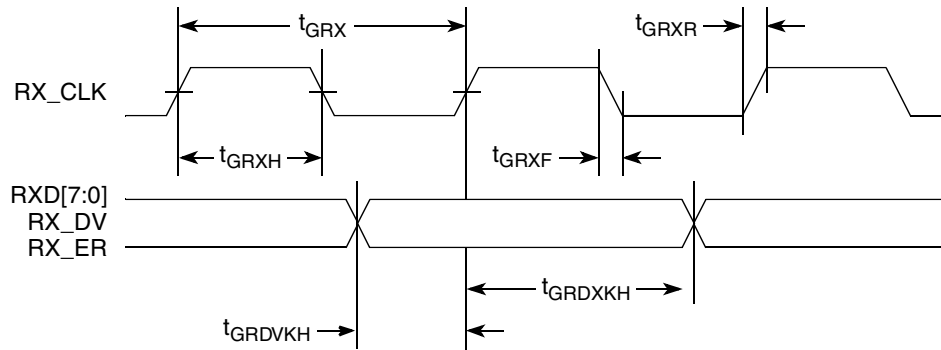 tGRX
tGRXR
RX_CLK
tGRXH
tGRXF
RXD[7:0]
RX_DV
RX_ER
tGRDXKH
tGRDVKH